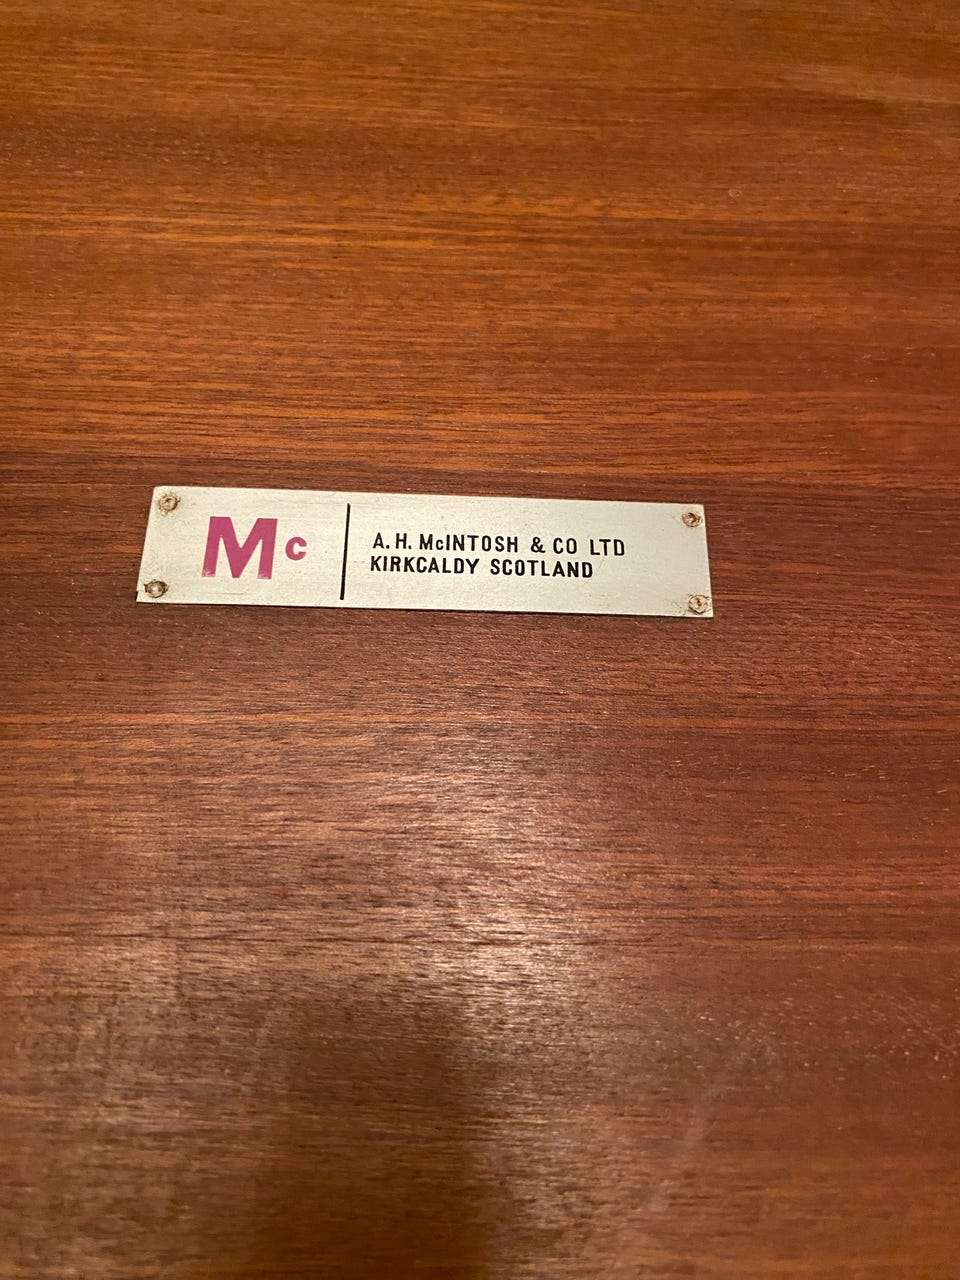 Mc
A. H. McINTOSH & CO LTD
KIRKCALDY SCOTLAND